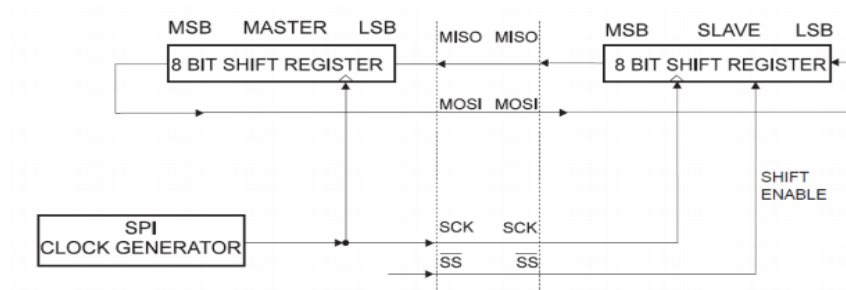 MSB MASTER LSB
MISO MISO
MSB SLAVE LSB
8 BIT SHIFT REGISTER
8 BIT SHIFT REGISTER
MOSI MOSI
SHIFT
ENABLE
SPI
CLOCK GENERATOR
SCK SCK
SS SS